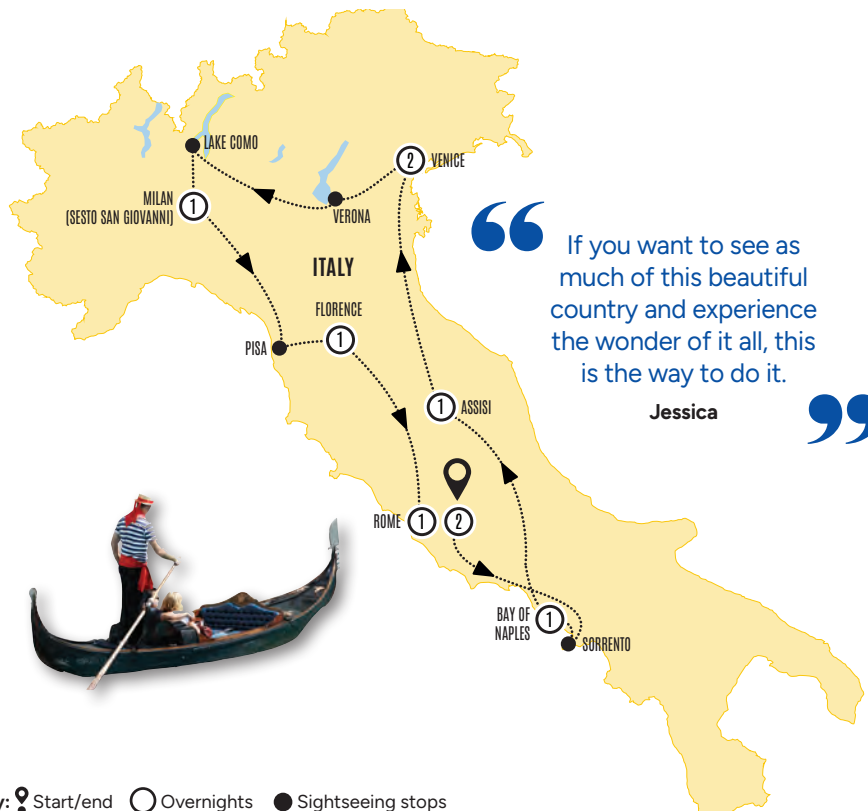 LAKE COMO
2 VENICE
MILAN
(SESTO SAN GIOVANNI)
1
VERONA
“
If you want to see as
much of this beautiful
country and experience
the wonder of it all, this
is the way to do it.
Jessica
”
ITALY
FLORENCE
1
PISA
1 ASSISI
ROME 1 2
BAY OF
NAPLES
1
SORRENTO
y: Start/end Overnights Sightseeing stops